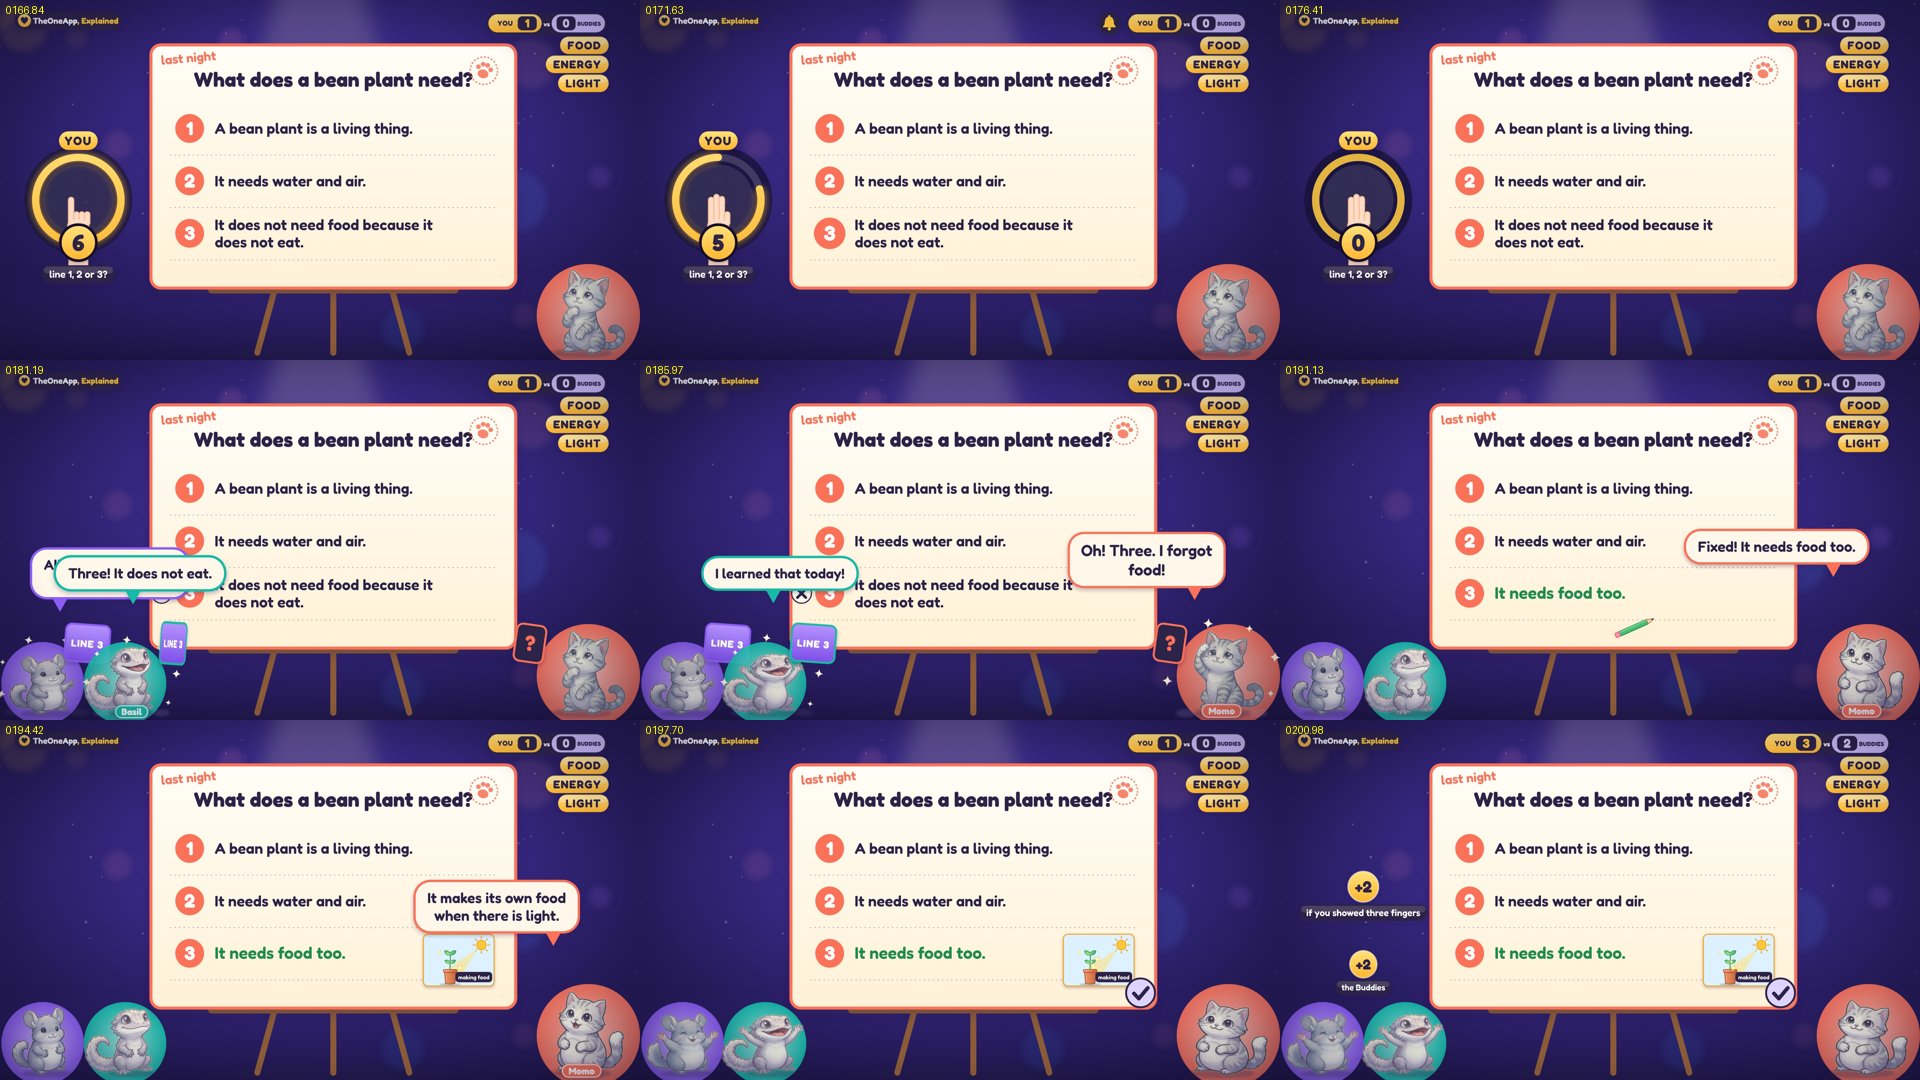 0166.84
TheOneApp, Explained
YOU 1 vs 0 BUDDIES
FOOD
ENERGY
LIGHT
last night
What does a bean plant need?
1 A bean plant is a living thing.
2 It needs water and air.
3 It does not need food because it
does not eat.
YOU
6
line 1, 2 or 3?
0171.63
TheOneApp, Explained
YOU 1 vs 0 BUDDIES
FOOD
ENERGY
LIGHT
last night
What does a bean plant need?
1 A bean plant is a living thing.
2 It needs water and air.
3 It does not need food because it
does not eat.
YOU
5
line 1, 2 or 3?
0176.41
TheOneApp, Explained
YOU 1 vs 0 BUDDIES
FOOD
ENERGY
LIGHT
last night
What does a bean plant need?
1 A bean plant is a living thing.
2 It needs water and air.
3 It does not need food because it
does not eat.
YOU
0
line 1, 2 or 3?
0181.19
TheOneApp, Explained
YOU 1 vs 0 BUDDIES
FOOD
ENERGY
LIGHT
last night
What does a bean plant need?
1 A bean plant is a living thing.
2 It needs water and air.
Three! It does not eat.
3 does not need food because it
does not eat.
LINE 3
LINE 3
?
Basil
0185.97
TheOneApp, Explained
YOU 1 vs 0 BUDDIES
FOOD
ENERGY
LIGHT
last night
What does a bean plant need?
1 A bean plant is a living thing.
2 It needs water and air.
Oh! Three. I forgot
food!
I learned that today!
3 It does not need food because it
does not eat.
LINE 3
LINE 3
?
Momo
0191.13
TheOneApp, Explained
YOU 1 vs 0 BUDDIES
FOOD
ENERGY
LIGHT
last night
What does a bean plant need?
1 A bean plant is a living thing.
2 It needs water and air.
Fixed! It needs food too.
3 It needs food too.
Momo
0194.42
TheOneApp, Explained
YOU 1 vs 0 BUDDIES
FOOD
ENERGY
LIGHT
last night
What does a bean plant need?
1 A bean plant is a living thing.
2 It needs water and air.
It makes its own food
when there is light.
3 It needs food too.
making food
Momo
0197.70
TheOneApp, Explained
YOU 1 vs 0 BUDDIES
FOOD
ENERGY
LIGHT
last night
What does a bean plant need?
1 A bean plant is a living thing.
2 It needs water and air.
3 It needs food too.
making food
0200.98
TheOneApp, Explained
YOU 3 vs 2 BUDDIES
FOOD
ENERGY
LIGHT
last night
What does a bean plant need?
1 A bean plant is a living thing.
2 It needs water and air.
3 It needs food too.
making food
+2
if you showed three fingers
+2
the Buddies